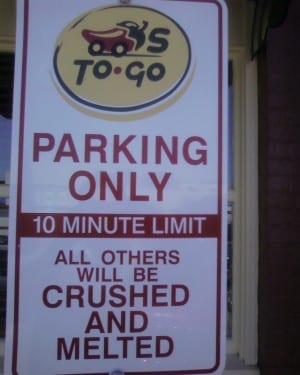 'S
TO·GO
PARKING
ONLY
10 MINUTE LIMIT
ALL OTHERS
WILL BE
CRUSHED
AND
MELTED